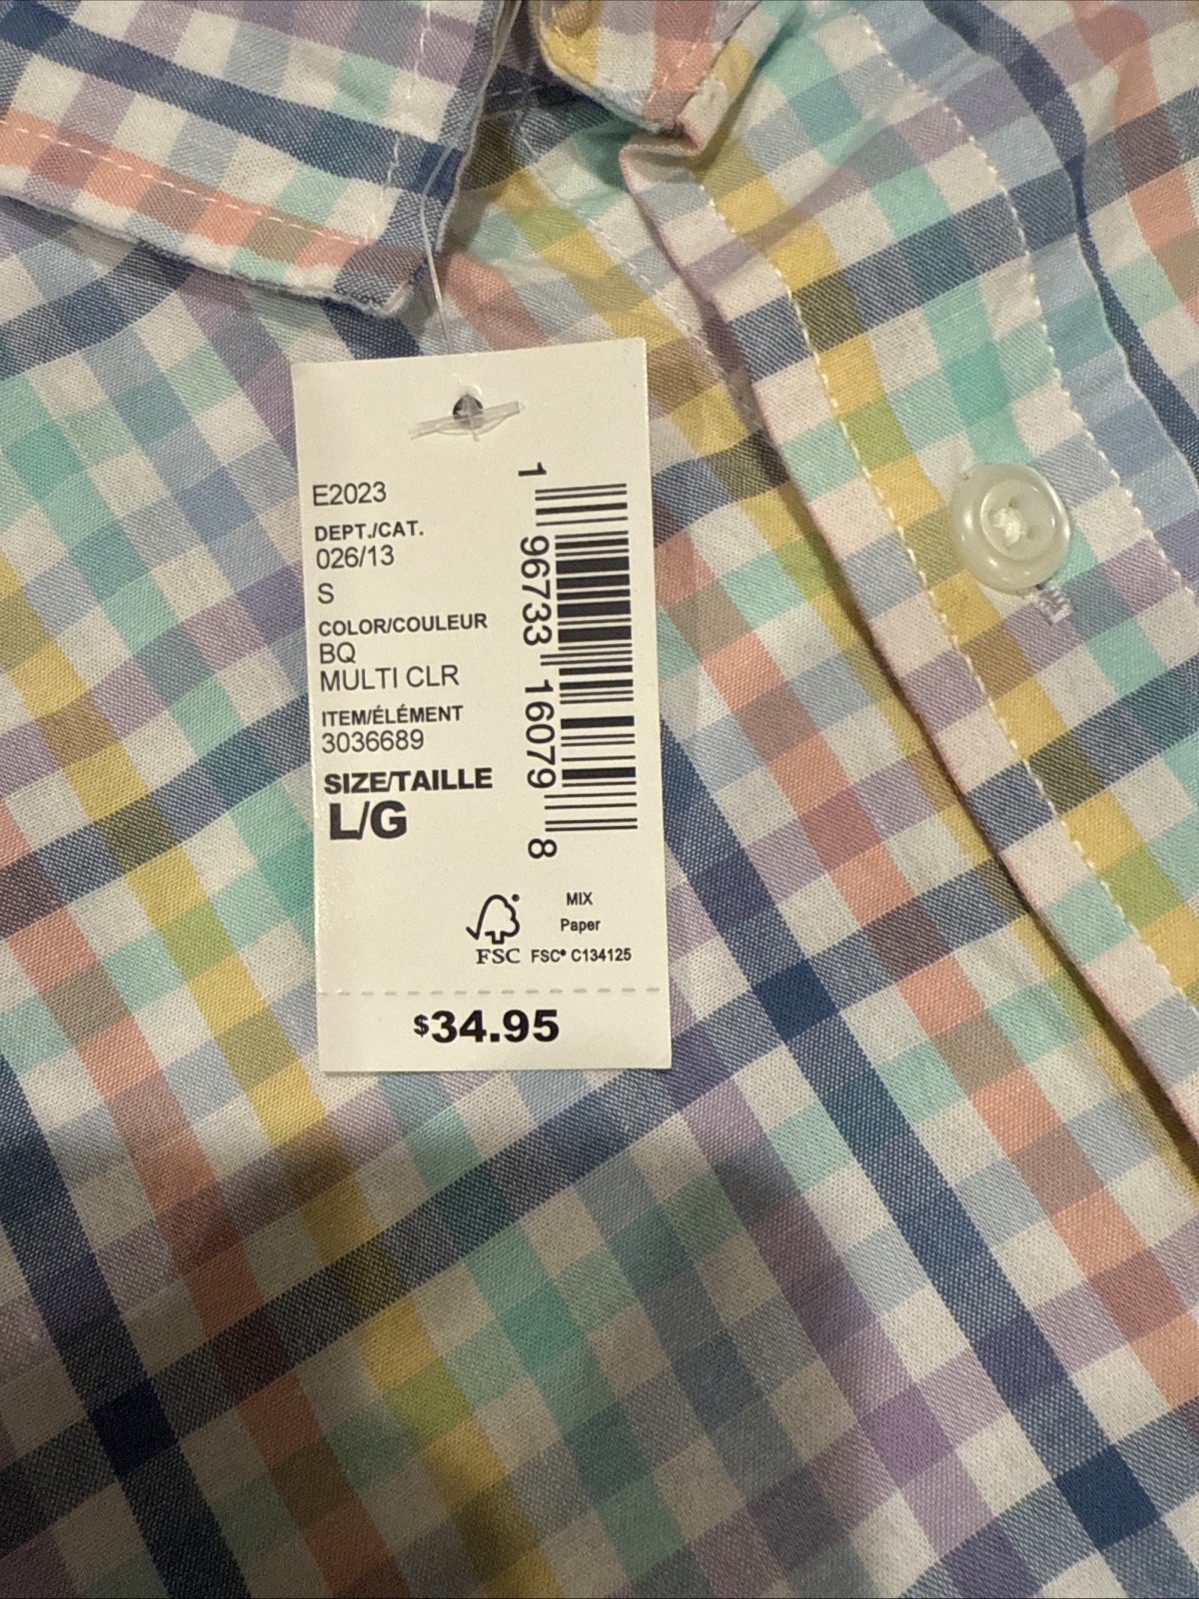 E2023
DEPT./CAT.
026/13
S
COLOR/COULEUR
BQ
MULTI CLR
ITEM/ÉLÉMENT
3036689
SIZE/TAILLE
L/G
1 96733 16079 8
MIX
Paper
FSC FSC® C134125
$34.95